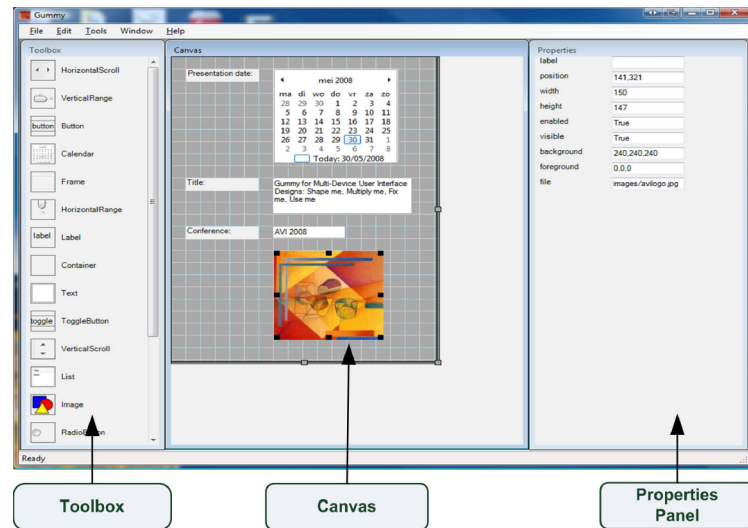 Gummy
File Edit Tools Window Help
Toolbox
HorizontalScroll
VerticalRange
button Button
Calendar
Frame
HorizontalRange
label Label
Container
Text
toggle ToggleButton
VerticalScroll
List
Image
Canvas
Presentation date:
mei 2008
ma di wo do vr za zo
28 29 30 1 2 3 4
5 6 7 8 9 10 11
12 13 14 15 16 17 18
19 20 21 22 23 24 25
26 27 28 29 30 31 1
2 3 4 5 6 7 8
Today: 30/05/2008
Title:
Gummy for Multi-Device User Interface
Designs: Shape me, Multiply me, Fix
me, Use me
Conference:
AVI 2008
Properties
label
position 141,321
width 150
height 147
enabled True
visible True
background 240,240,240
foreground 0,0,0
file images/avilogo.jpg
Ready
Toolbox
Canvas
Properties
Panel